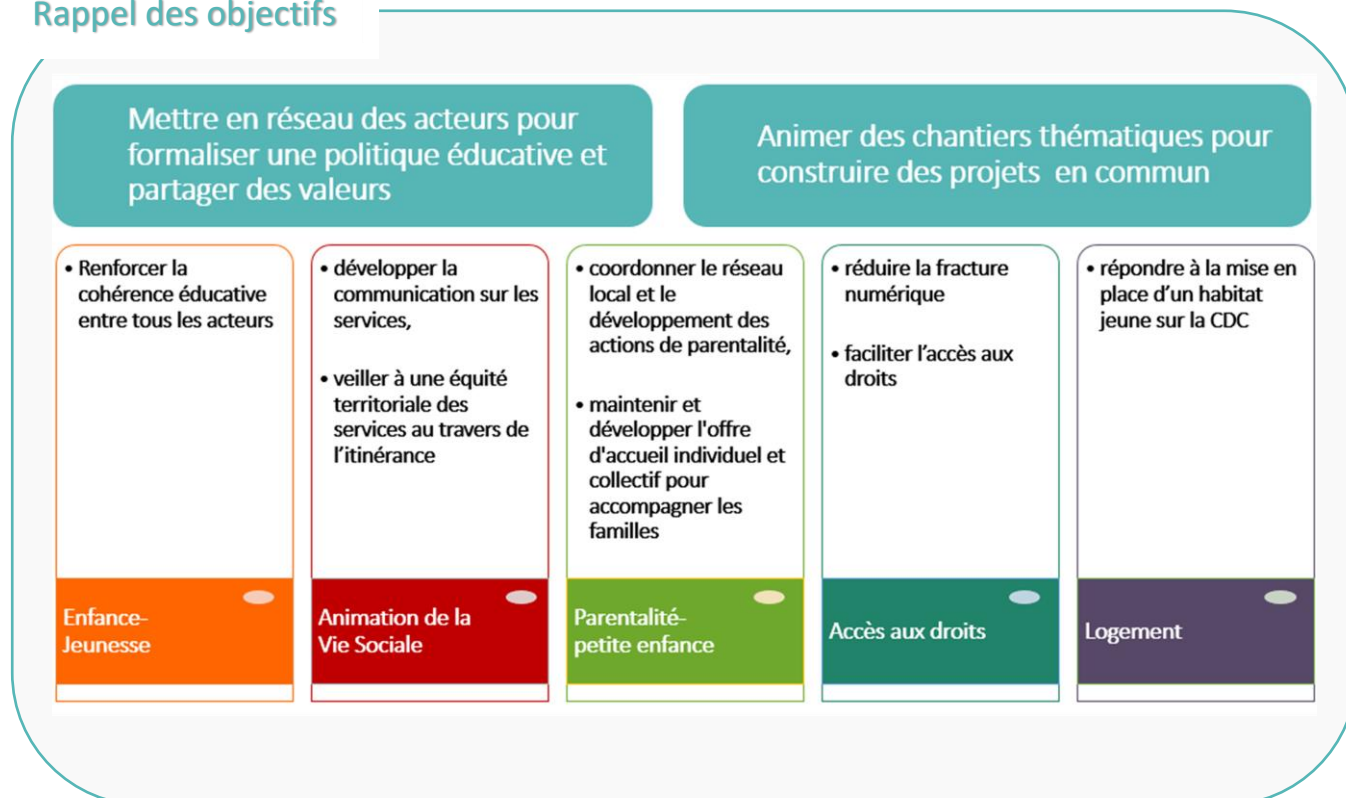 Rappel des objectifs
Mettre en réseau des acteurs pour
formaliser une politique éducative et
partager des valeurs
Animer des chantiers thématiques pour
construire des projets en commun
• Renforcer la
cohérence éducative
entre tous les acteurs
Enfance-
Jeunesse
• développer la
communication sur les
services,
• veiller à une équité
territoriale des
services au travers de
l’itinérance
Animation de la
Vie Sociale
• coordonner le réseau
local et le
développement des
actions de parentalité,
• maintenir et
développer l'offre
d'accueil individuel et
collectif pour
accompagner les
familles
Parentalité-
petite enfance
• réduire la fracture
numérique
• faciliter l’accès aux
droits
Accès aux droits
• répondre à la mise en
place d’un habitat
jeune sur la CDC
Logement